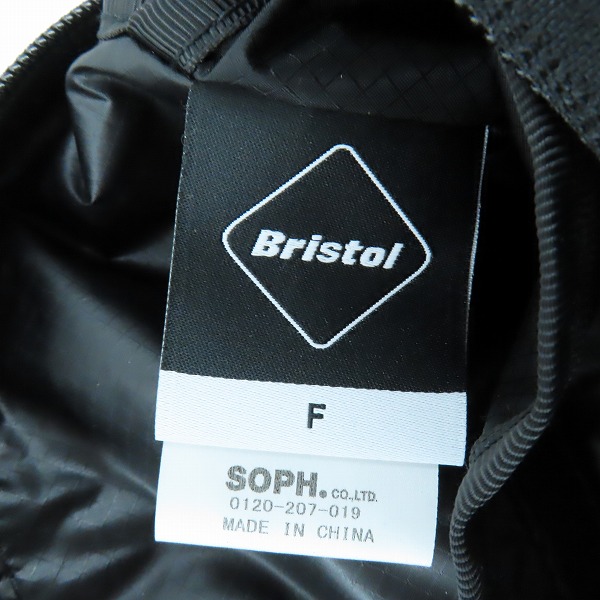 Bristol
F
SOPH. CO.,LTD.
0120-207-019
MADE IN CHINA